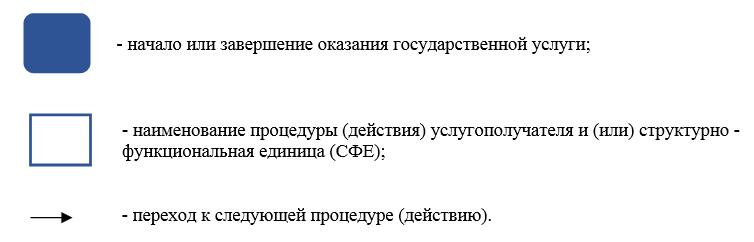 - начало или завершение оказания государственной услуги;
- наименование процедуры (действия) услугополучателя и (или) структурно -
функциональная единица (СФЕ);
- переход к следующей процедуре (действию).